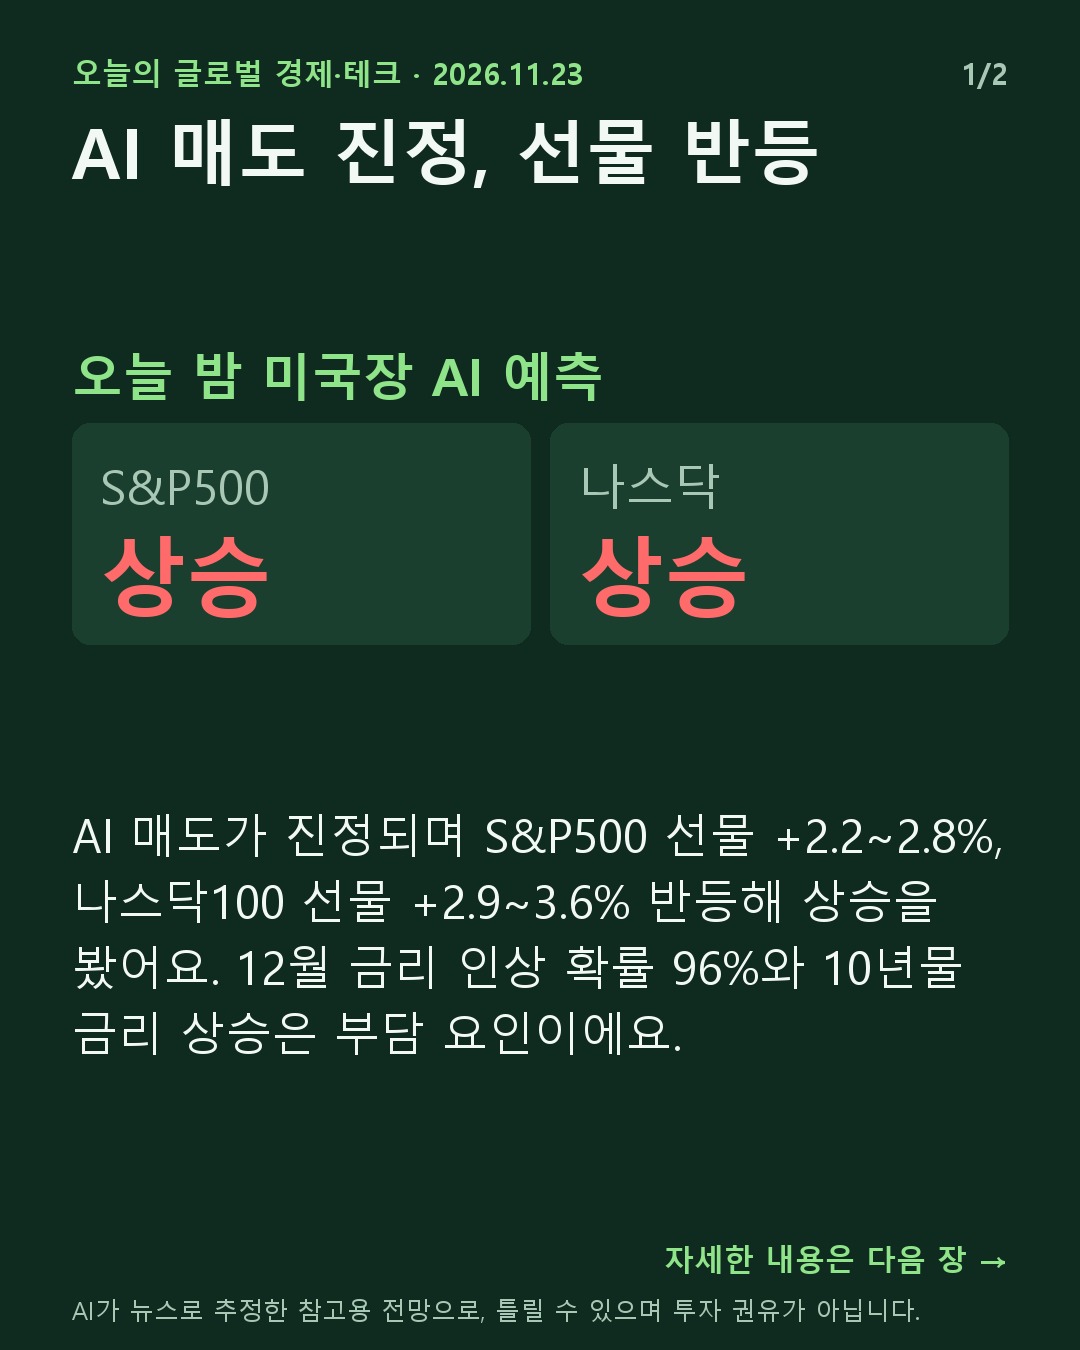 오늘의 글로벌 경제·테크 · 2026.11.23
1/2
AI 매도 진정, 선물 반등
오늘 밤 미국장 AI 예측
S&P500
상승
나스닥
상승
AI 매도가 진정되며 S&P500 선물 +2.2~2.8%,
나스닥100 선물 +2.9~3.6% 반등해 상승을
봤어요. 12월 금리 인상 확률 96%와 10년물
금리 상승은 부담 요인이에요.
자세한 내용은 다음 장 →
AI가 뉴스로 추정한 참고용 전망으로, 틀릴 수 있으며 투자 권유가 아닙니다.